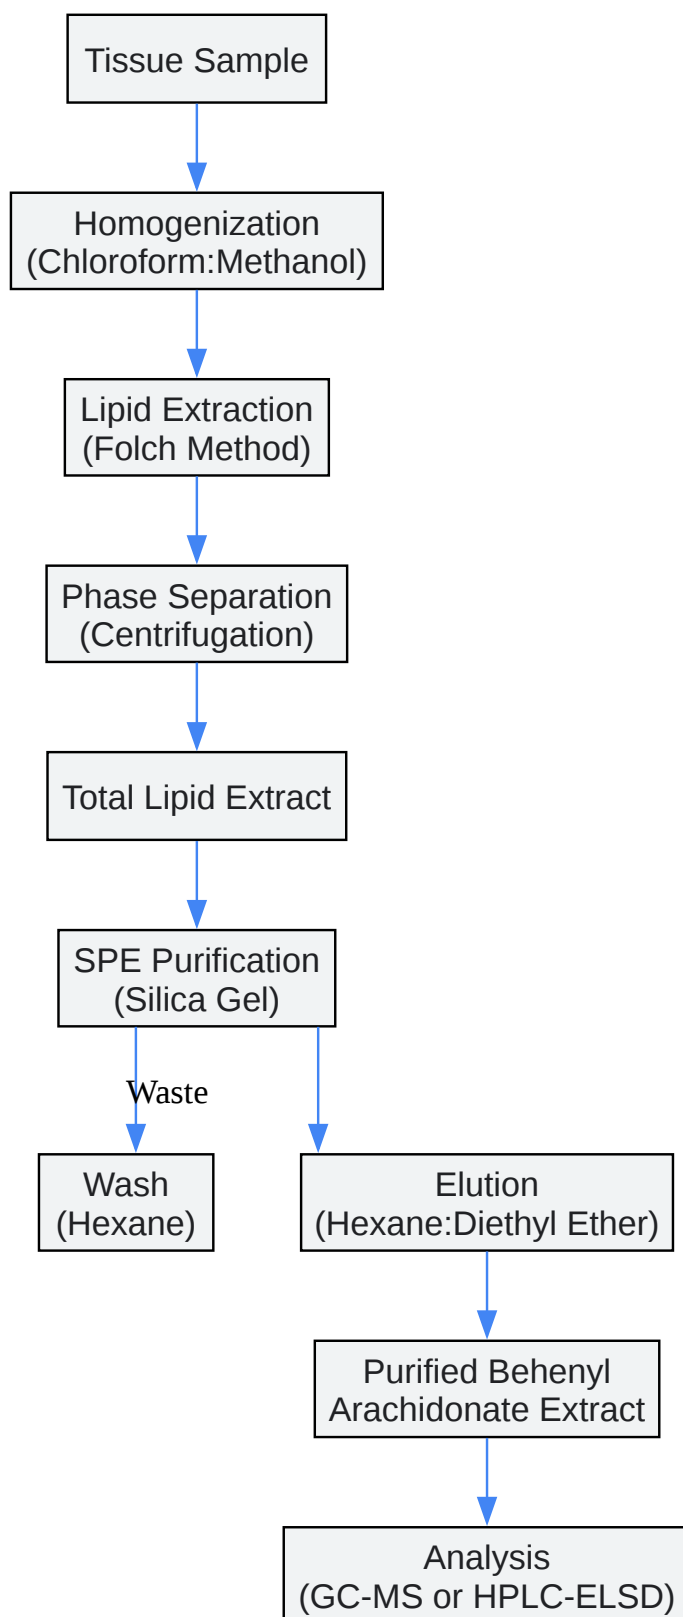 Tissue Sample
Homogenization
(Chloroform:Methanol)
Lipid Extraction
(Folch Method)
Phase Separation
(Centrifugation)
Total Lipid Extract
SPE Purification
(Silica Gel)
Waste
Wash
(Hexane)
Elution
(Hexane:Diethyl Ether)
Purified Behenyl
Arachidonate Extract
Analysis
(GC-MS or HPLC-ELSD)